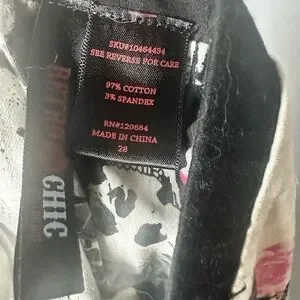 SKU#10464434
SEE REVERSE FOR CARE
97% COTTON
3% SPANDEX
RN#120684
MADE IN CHINA
28
CHIC